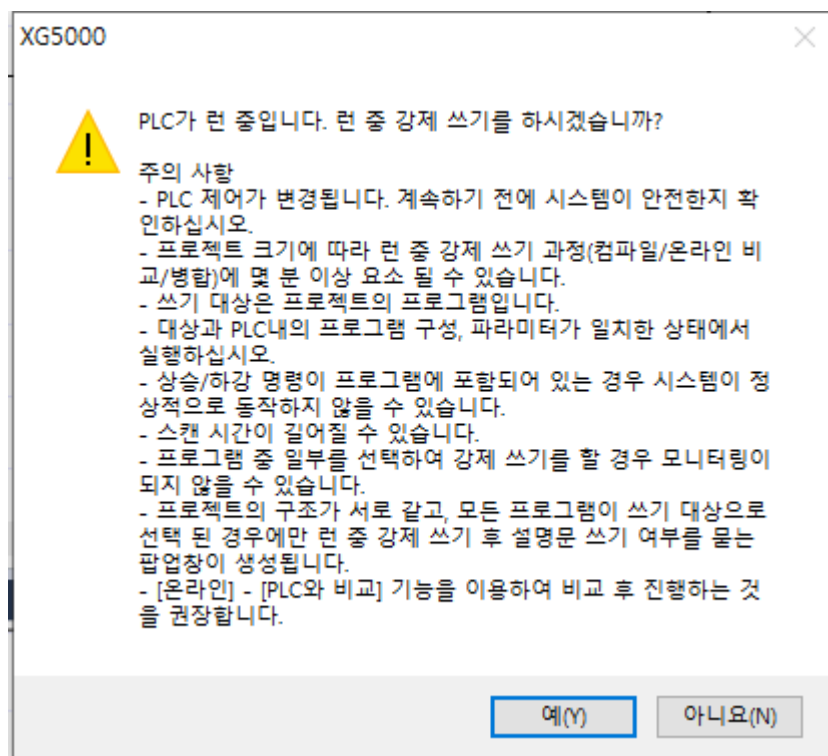 XG5000
PLC가 런 중입니다. 런 중 강제 쓰기를 하시겠습니까?
주의 사항
- PLC 제어가 변경됩니다. 계속하기 전에 시스템이 안전한지 확
인하십시오.
- 프로젝트 크기에 따라 런 중 강제 쓰기 과정(컴파일/온라인 비
교/병합)에 몇 분 이상 요소 될 수 있습니다.
- 쓰기 대상은 프로젝트의 프로그램입니다.
- 대상과 PLC내의 프로그램 구성, 파라미터가 일치한 상태에서
실행하십시오.
- 상승/하강 명령이 프로그램에 포함되어 있는 경우 시스템이 정
상적으로 동작하지 않을 수 있습니다.
- 스캔 시간이 길어질 수 있습니다.
- 프로그램 중 일부를 선택하여 강제 쓰기를 할 경우 모니터링이
되지 않을 수 있습니다.
- 프로젝트의 구조가 서로 같고, 모든 프로그램이 쓰기 대상으로
선택 된 경우에만 런 중 강제 쓰기 후 설명문 쓰기 여부를 묻는
팝업창이 생성됩니다.
- [온라인] - [PLC와 비교] 기능을 이용하여 비교 후 진행하는 것
을 권장합니다.
예(Y) 아니요(N)